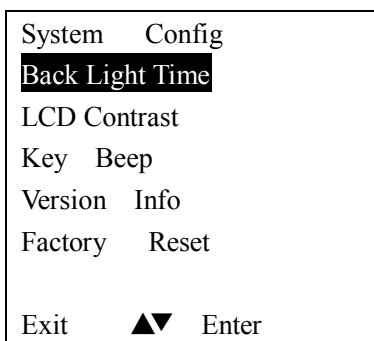 System Config
Back Light Time
LCD Contrast
Key Beep
Version Info
Factory Reset
Exit ▲▼ Enter